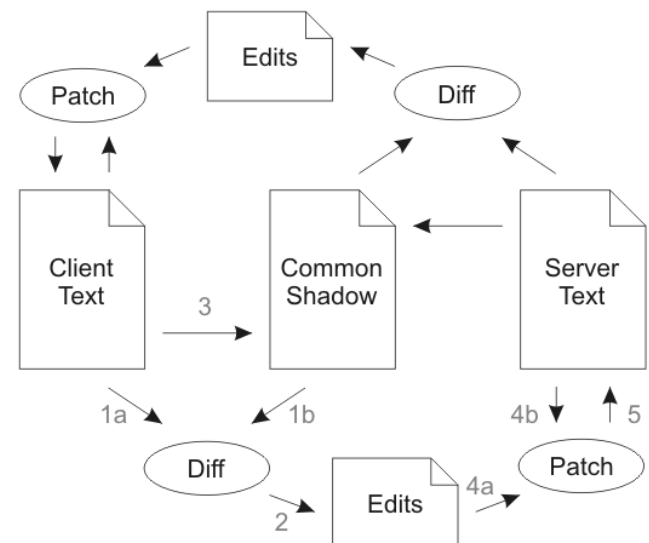 Edits
Patch
Diff
Client
Text
Common
Shadow
Server
Text
3
1a
1b
4b
5
Diff
Patch
2
Edits
4a